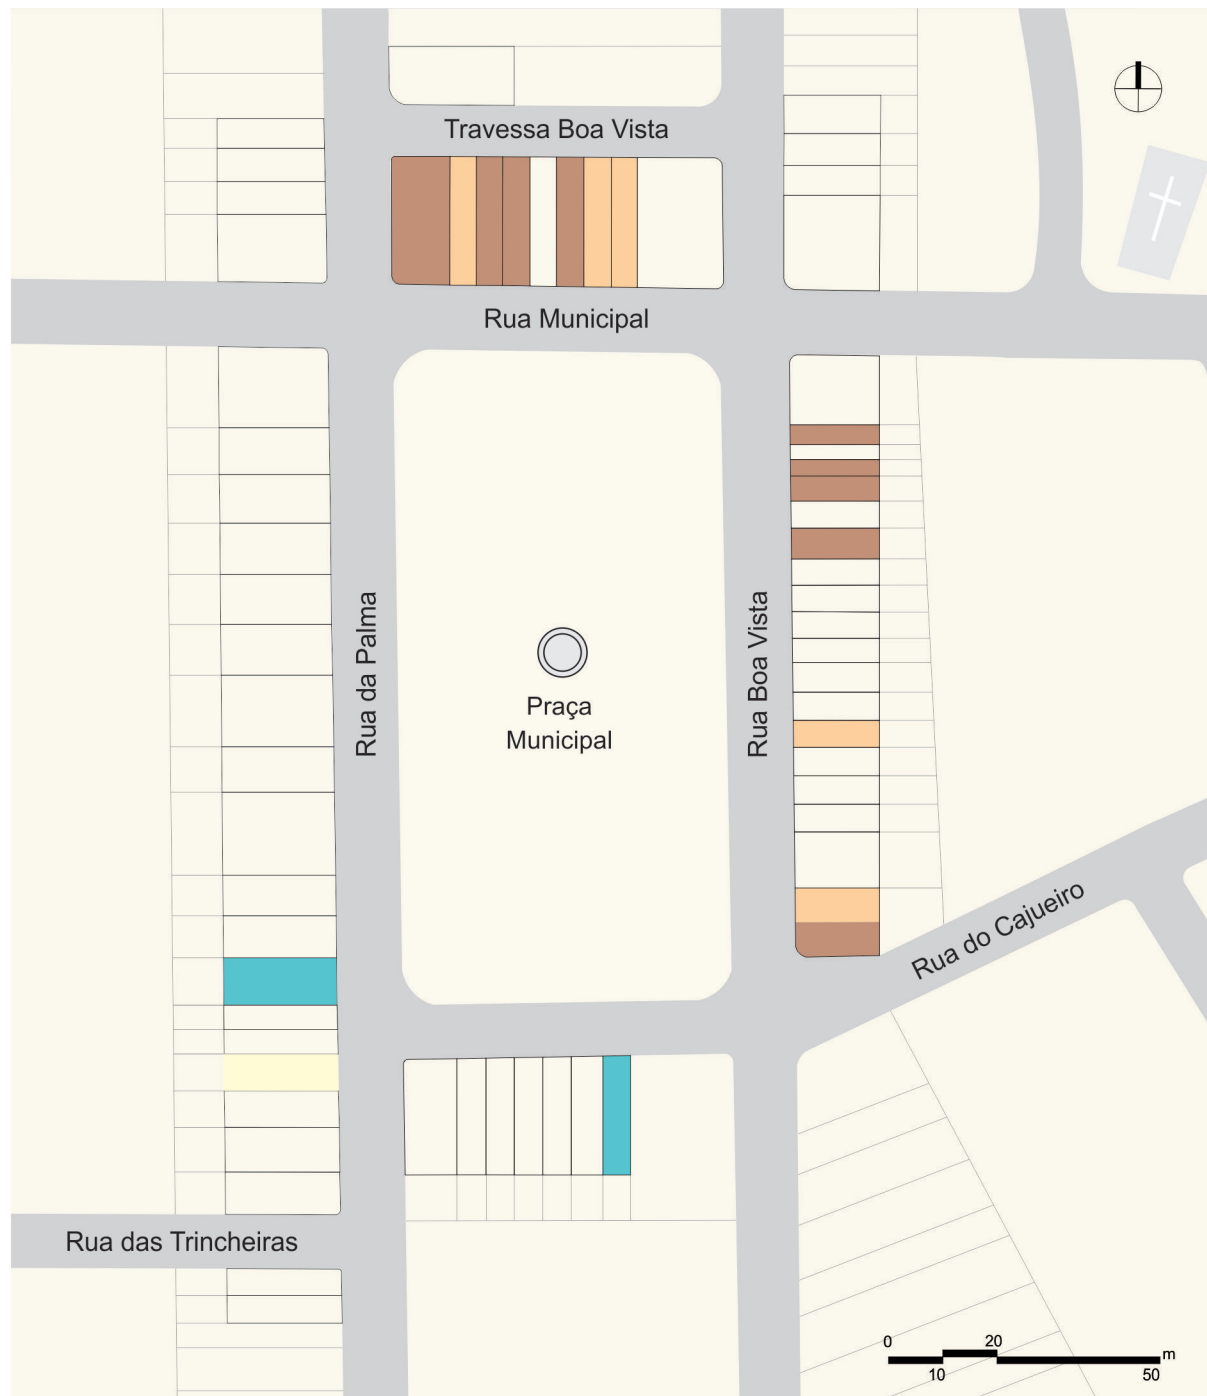 Travessa Boa Vista
Rua Municipal
Rua da Palma
Praça
Municipal
Rua Boa Vista
Rua do Cajueiro
Rua das Trincheiras
0 20
m
10 50